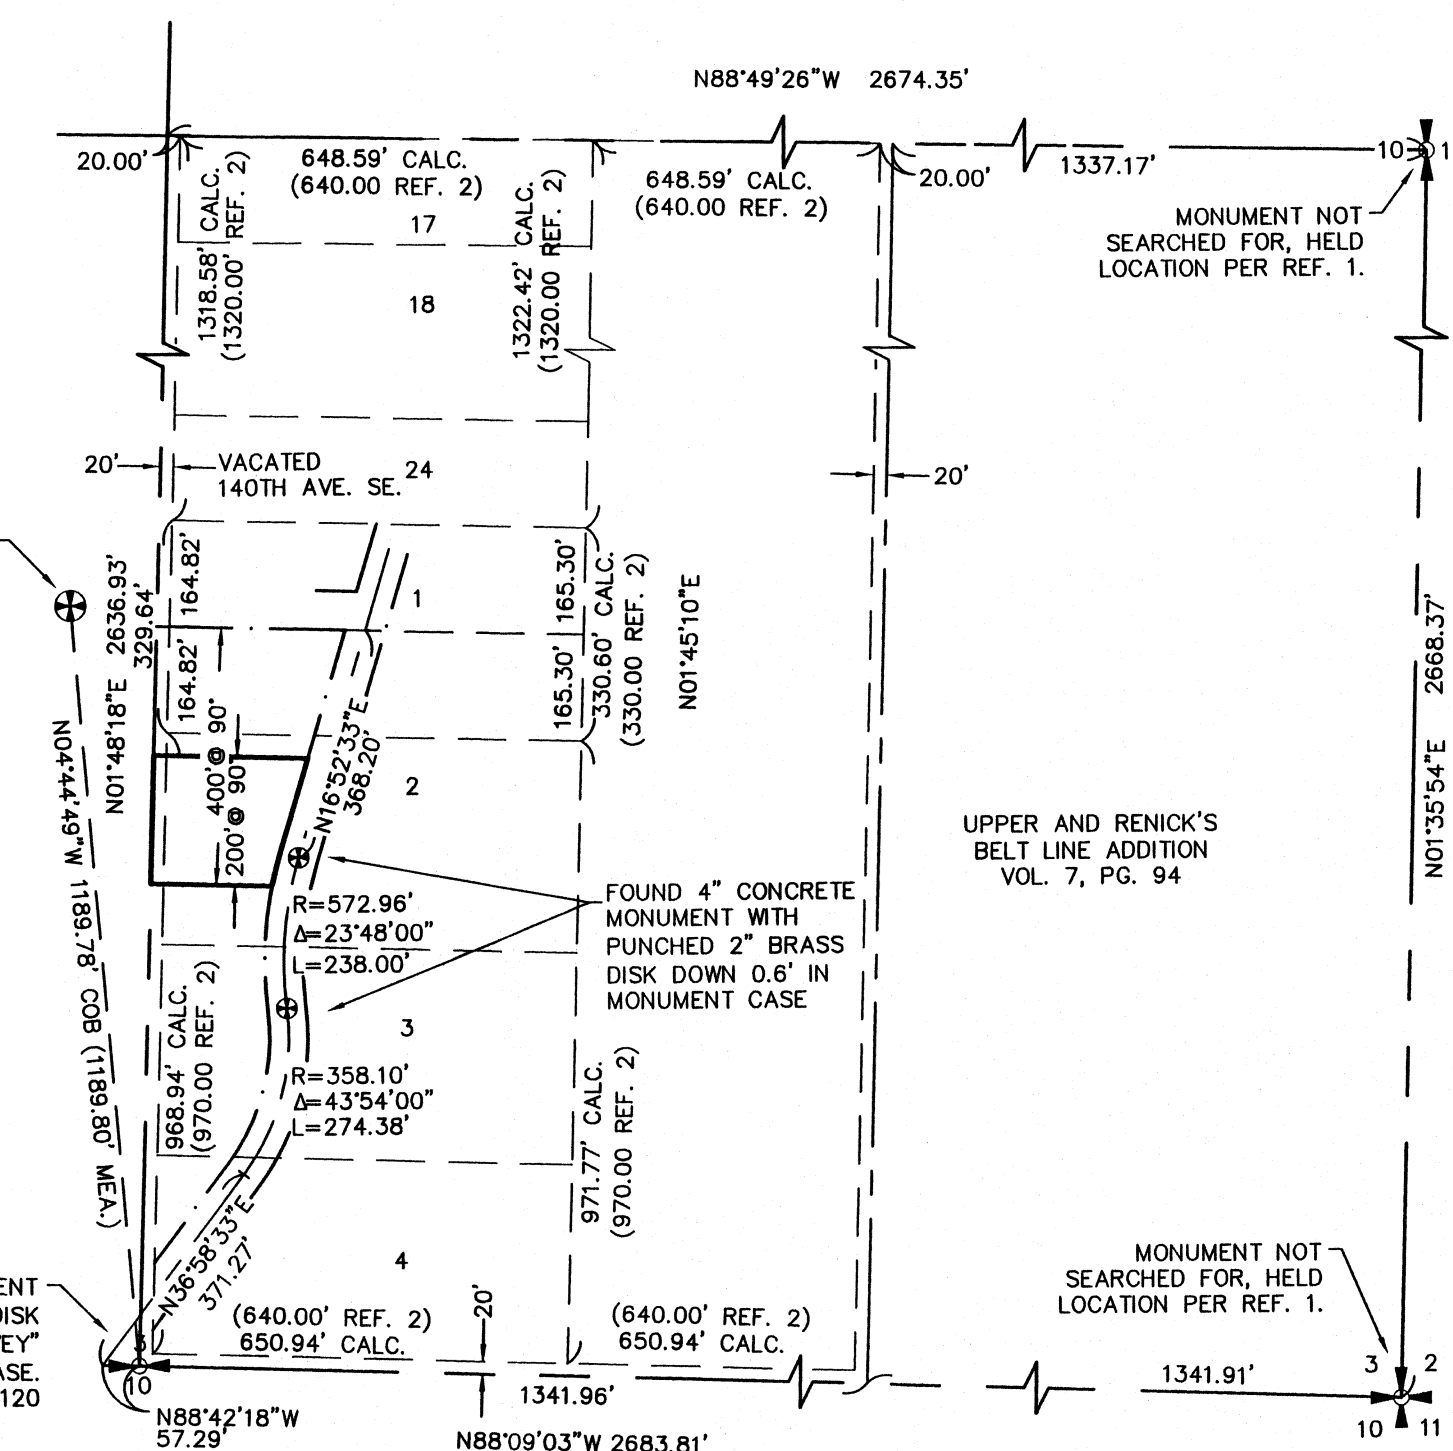 N88°49'26"W 2674.35'
20.00'
648.59' CALC.
(640.00 REF. 2)
648.59' CALC.
(640.00 REF. 2)
20.00'
1337.17'
10
1
MONUMENT NOT
SEARCHED FOR, HELD
LOCATION PER REF. 1.
1318.58' CALC.
(1320.00' REF. 2)
17
18
1322.42' CALC.
(1320.00 REF. 2)
20'
VACATED
140TH AVE. SE.
24
20'
N01°48'18"E 2636.93'
329.64'
164.82'
164.82'
1
165.30'
165.30'
330.60' CALC.
(330.00 REF. 2)
N01°45'10"E
N01°35'54"E 2668.37'
400'@ 90°
200'@ 90°
N16°52'33"E
368.20'
2
N04°44'49"W 1189.78' COB (1189.80' MEA.)
UPPER AND RENICK'S
BELT LINE ADDITION
VOL. 7, PG. 94
FOUND 4" CONCRETE
MONUMENT WITH
PUNCHED 2" BRASS
DISK DOWN 0.6' IN
MONUMENT CASE
R=572.96'
Δ=23°48'00"
L=238.00'
3
968.94' CALC.
(970.00 REF. 2)
R=358.10'
Δ=43°54'00"
L=274.38'
971.77' CALC.
(970.00 REF. 2)
N36°58'33"E
371.27'
4
MONUMENT NOT
SEARCHED FOR, HELD
LOCATION PER REF. 1.
ENT
DISK
EY"
ASE.
120
(640.00' REF. 2)
650.94' CALC.
20'
(640.00' REF. 2)
650.94' CALC.
3
10
N88°42'18"W
57.29'
1341.96'
N88°09'03"W 2683.81'
1341.91'
3
2
10
11